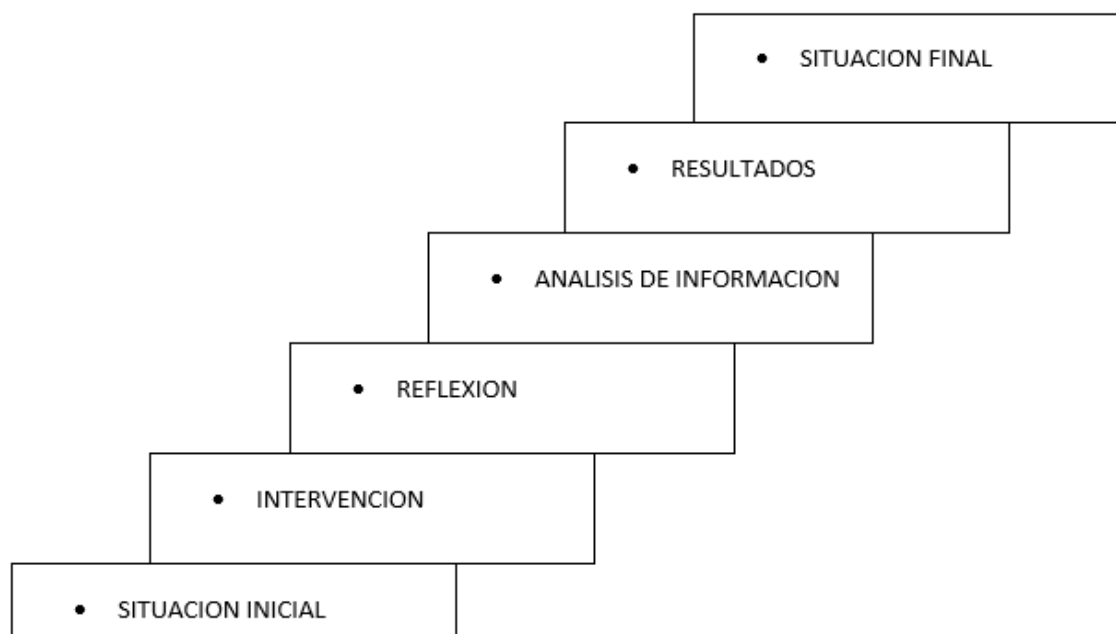 • SITUACION FINAL
• RESULTADOS
• ANALISIS DE INFORMACION
• REFLEXION
• INTERVENCION
• SITUACION INICIAL